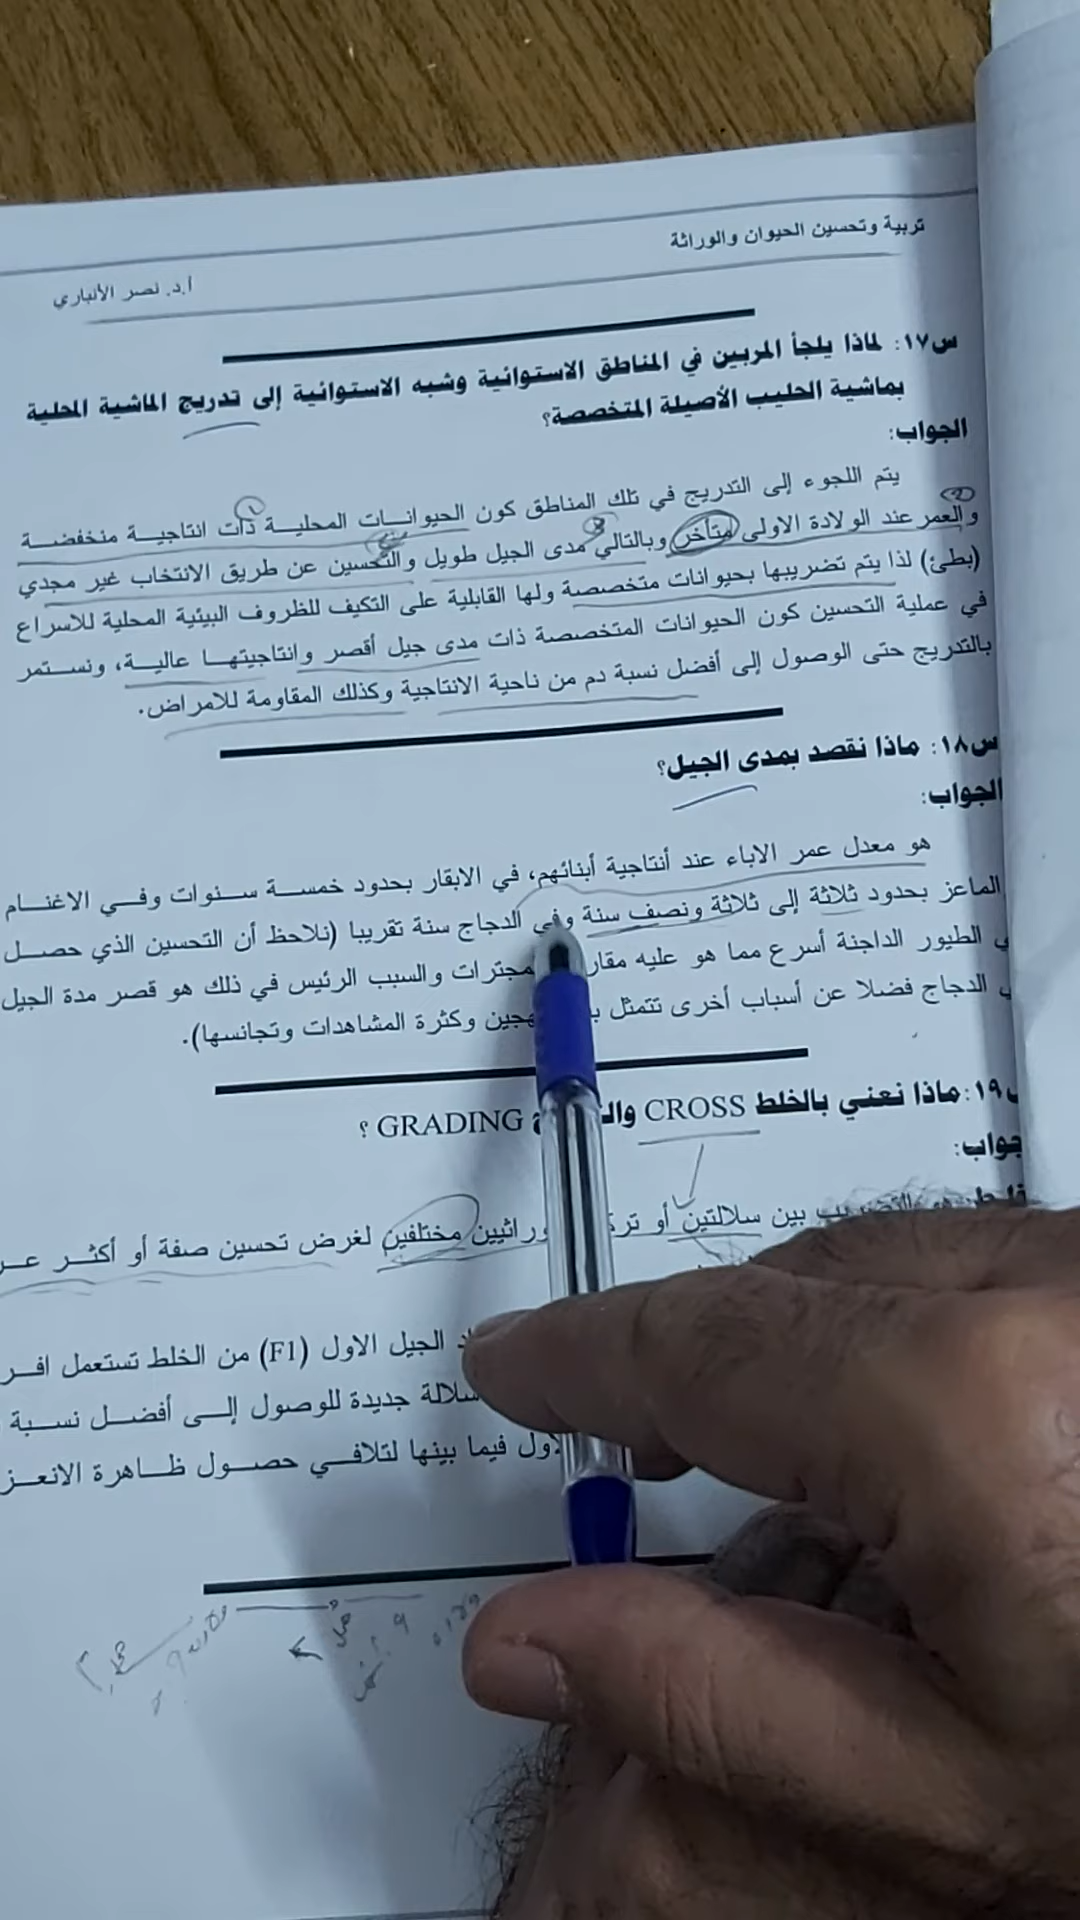 تربية وتحسين الحيوان والوراثة
أ.د. نصر الأنباري
س١٧: لماذا يلجأ المربين في المناطق الاستوائية وشبه الاستوائية إلى تدريج الماشية المحلية
بماشية الحليب الأصيلة المتخصصة؟
الجواب:
يتم اللجوء إلى التدريج في تلك المناطق كون الحيوانات المحلية ذات انتاجية منخفضة
والعمر عند الولادة الاولى متأخر وبالتالي مدى الجيل طويل والتحسين عن طريق الانتخاب غير مجدي
(بطئ) لذا يتم تضريبها بحيوانات متخصصة ولها القابلية على التكيف للظروف البيئية المحلية للاسراع
في عملية التحسين كون الحيوانات المتخصصة ذات مدى جيل أقصر وانتاجيتها عالية، ونستمر
بالتدريج حتى الوصول إلى أفضل نسبة دم من ناحية الانتاجية وكذلك المقاومة للامراض.
س١٨: ماذا نقصد بمدى الجيل؟
الجواب:
هو معدل عمر الاباء عند أنتاجية أبنائهم، في الابقار بحدود خمسة سنوات وفي الاغنام
الماعز بحدود ثلاثة إلى ثلاثة ونصف سنة وفي الدجاج سنة تقريبا (نلاحظ أن التحسين الذي حصل
الطيور الداجنة أسرع مما هو عليه مقار مجترات والسبب الرئيس في ذلك هو قصر مدة الجيل
الدجاج فضلا عن أسباب أخرى تتمثل هجين وكثرة المشاهدات وتجانسها).
١٩: ماذا نعني بالخلط CROSS GRADING ؟
جواب:
بين سلالتين أو وراثيين مختلفين لغرض تحسين صفة أو أكثر
الجيل الاول (F1) من الخلط تستعمل
سلالة جديدة للوصول إلى أفضل نسبة
فيما بينها لتلافي حصول ظاهرة